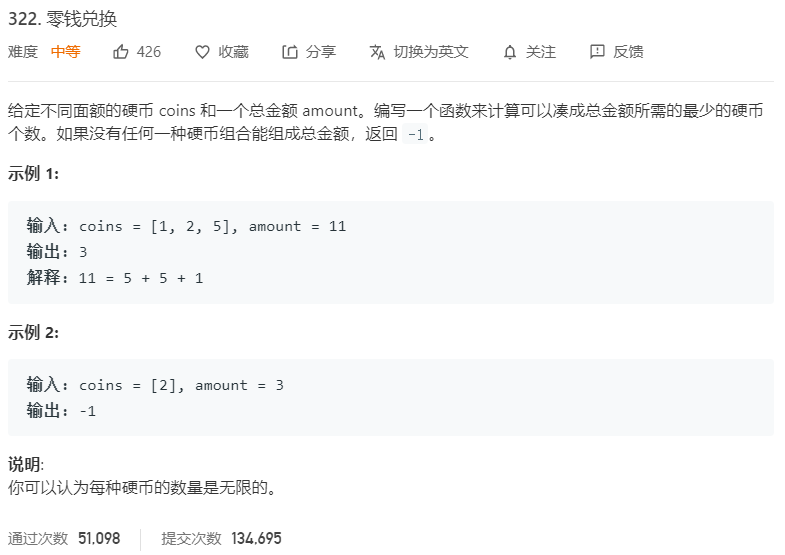 322. 零钱兑换
难度 中等 426 收藏 分享 切换为英文 关注 反馈
给定不同面额的硬币 coins 和一个总金额 amount。编写一个函数来计算可以凑成总金额所需的最少的硬币
个数。如果没有任何一种硬币组合能组成总金额，返回 -1。
示例 1:
输入: coins = [1, 2, 5], amount = 11
输出: 3
解释: 11 = 5 + 5 + 1
示例 2:
输入: coins = [2], amount = 3
输出: -1
说明:
你可以认为每种硬币的数量是无限的。
通过次数 51,098 提交次数 134,695